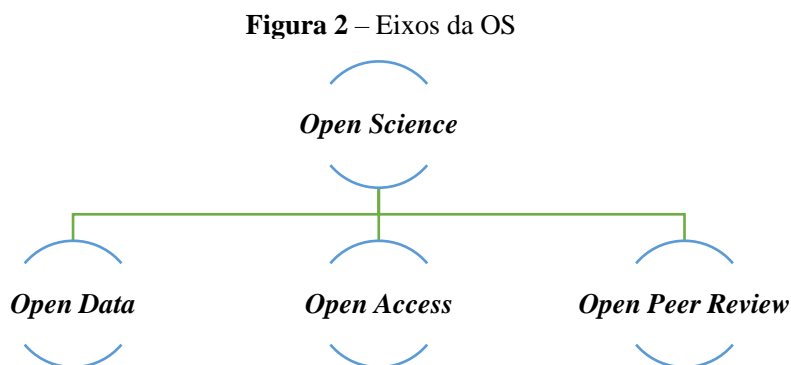 Figura 2 – Eixos da OS
Open Science
Open Data
Open Access
Open Peer Review